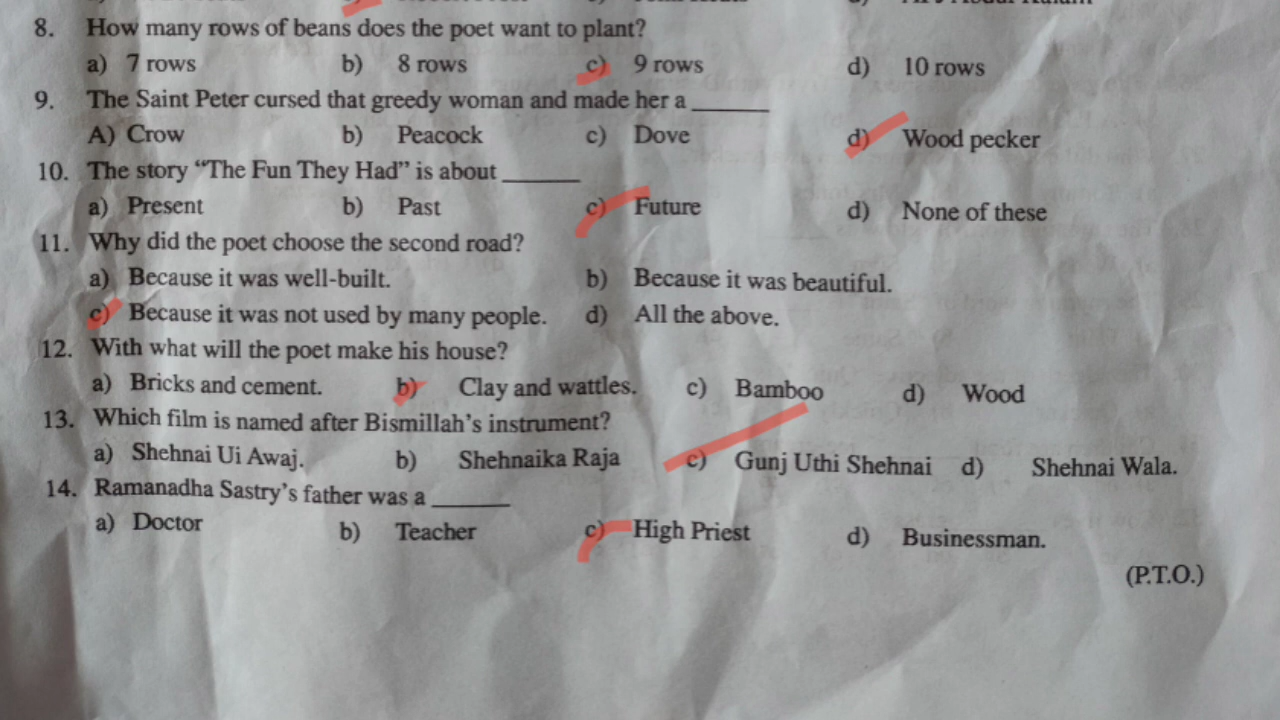 8. How many rows of beans does the poet want to plant?
a) 7 rows b) 8 rows c) 9 rows d) 10 rows
9. The Saint Peter cursed that greedy woman and made her a ______
A) Crow b) Peacock c) Dove d) Wood pecker
10. The story “The Fun They Had” is about ______
a) Present b) Past c) Future d) None of these
11. Why did the poet choose the second road?
a) Because it was well-built. b) Because it was beautiful.
c) Because it was not used by many people. d) All the above.
12. With what will the poet make his house?
a) Bricks and cement. b) Clay and wattles. c) Bamboo d) Wood
13. Which film is named after Bismillah’s instrument?
a) Shehnai Ui Awaj. b) Shehnaika Raja c) Gunj Uthi Shehnai d) Shehnai Wala.
14. Ramanadha Sastry’s father was a ______
a) Doctor b) Teacher c) High Priest d) Businessman.
(P.T.O.)